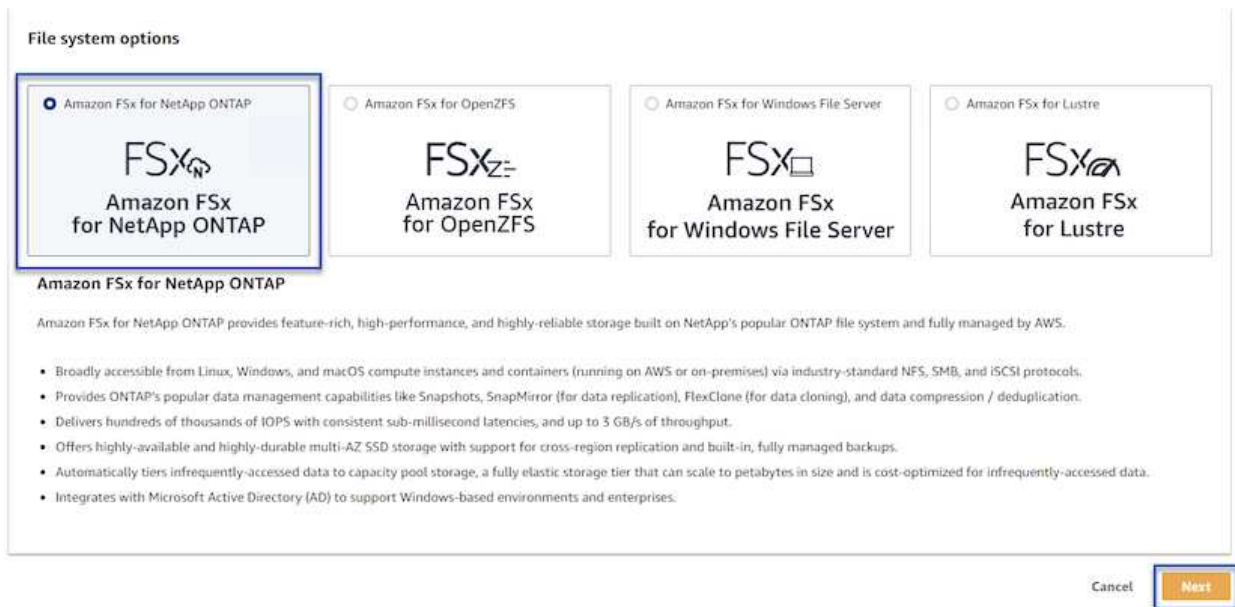 File system options
Amazon FSx for NetApp ONTAP
FSx N
Amazon FSx
for NetApp ONTAP
Amazon FSx for OpenZFS
FSx Z
Amazon FSx
for OpenZFS
Amazon FSx for Windows File Server
FSx
Amazon FSx
for Windows File Server
Amazon FSx for Lustre
FSx
Amazon FSx
for Lustre
Amazon FSx for NetApp ONTAP
Amazon FSx for NetApp ONTAP provides feature-rich, high-performance, and highly-reliable storage built on NetApp's popular ONTAP file system and fully managed by AWS.
• Broadly accessible from Linux, Windows, and macOS compute instances and containers (running on AWS or on-premises) via industry-standard NFS, SMB, and iSCSI protocols.
• Provides ONTAP's popular data management capabilities like Snapshots, SnapMirror (for data replication), FlexClone (for data cloning), and data compression / deduplication.
• Delivers hundreds of thousands of IOPS with consistent sub-millisecond latencies, and up to 3 GB/s of throughput.
• Offers highly-available and highly-durable multi-AZ SSD storage with support for cross-region replication and built-in, fully managed backups.
• Automatically tiers infrequently-accessed data to capacity pool storage, a fully elastic storage tier that can scale to petabytes in size and is cost-optimized for infrequently-accessed data.
• Integrates with Microsoft Active Directory (AD) to support Windows-based environments and enterprises.
Cancel
Next